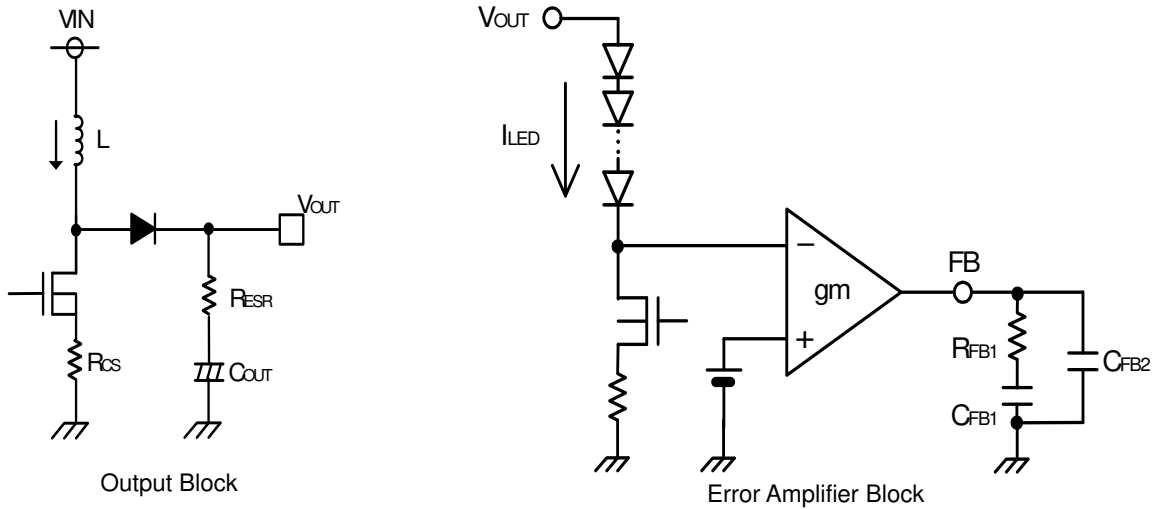 VIN
L
VOUT
RESR
RCS
COUT
Output Block
VOUT
ILED
−
gm
+
FB
RFB1
CFB2
CFB1
Error Amplifier Block